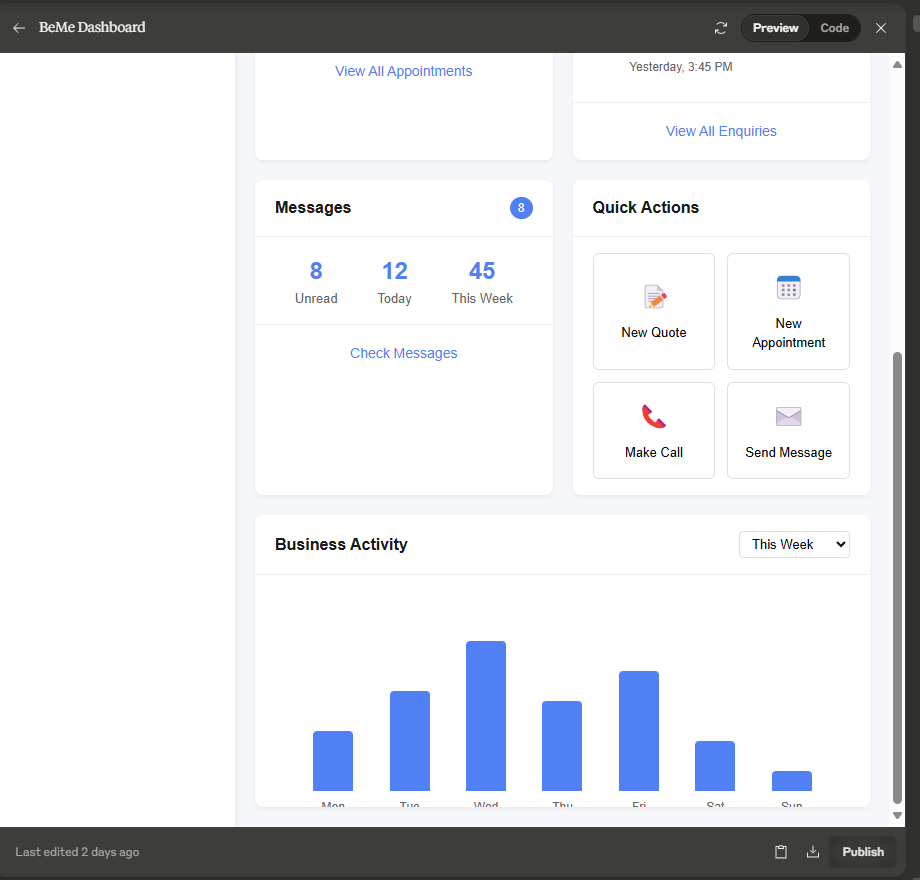 BeMe Dashboard
Preview
Code
View All Appointments
Yesterday, 3:45 PM
View All Enquiries
Messages
8
8
12
45
Unread
Today
This Week
Check Messages
Quick Actions
New Quote
New
Appointment
Make Call
Send Message
Business Activity
This Week
Mon
Tue
Wed
Thu
Fri
Sat
Sun
Last edited 2 days ago
Publish